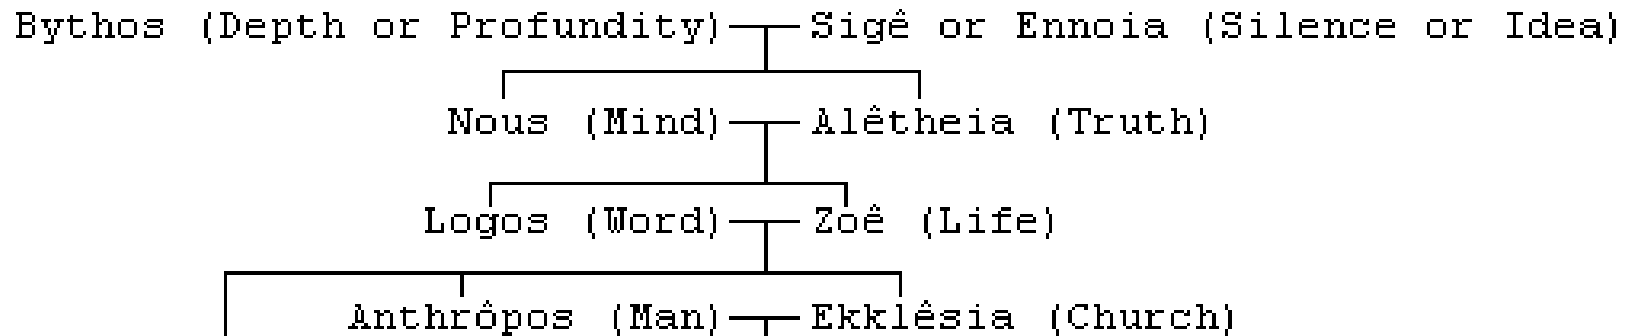 Bythos (Depth or Profundity) Sigê or Ennoia (Silence or Idea)
Nous (Mind) Alêtheia (Truth)
Logos (Word) Zoê (Life)
Anthrôpos (Man) Ekklêsia (Church)